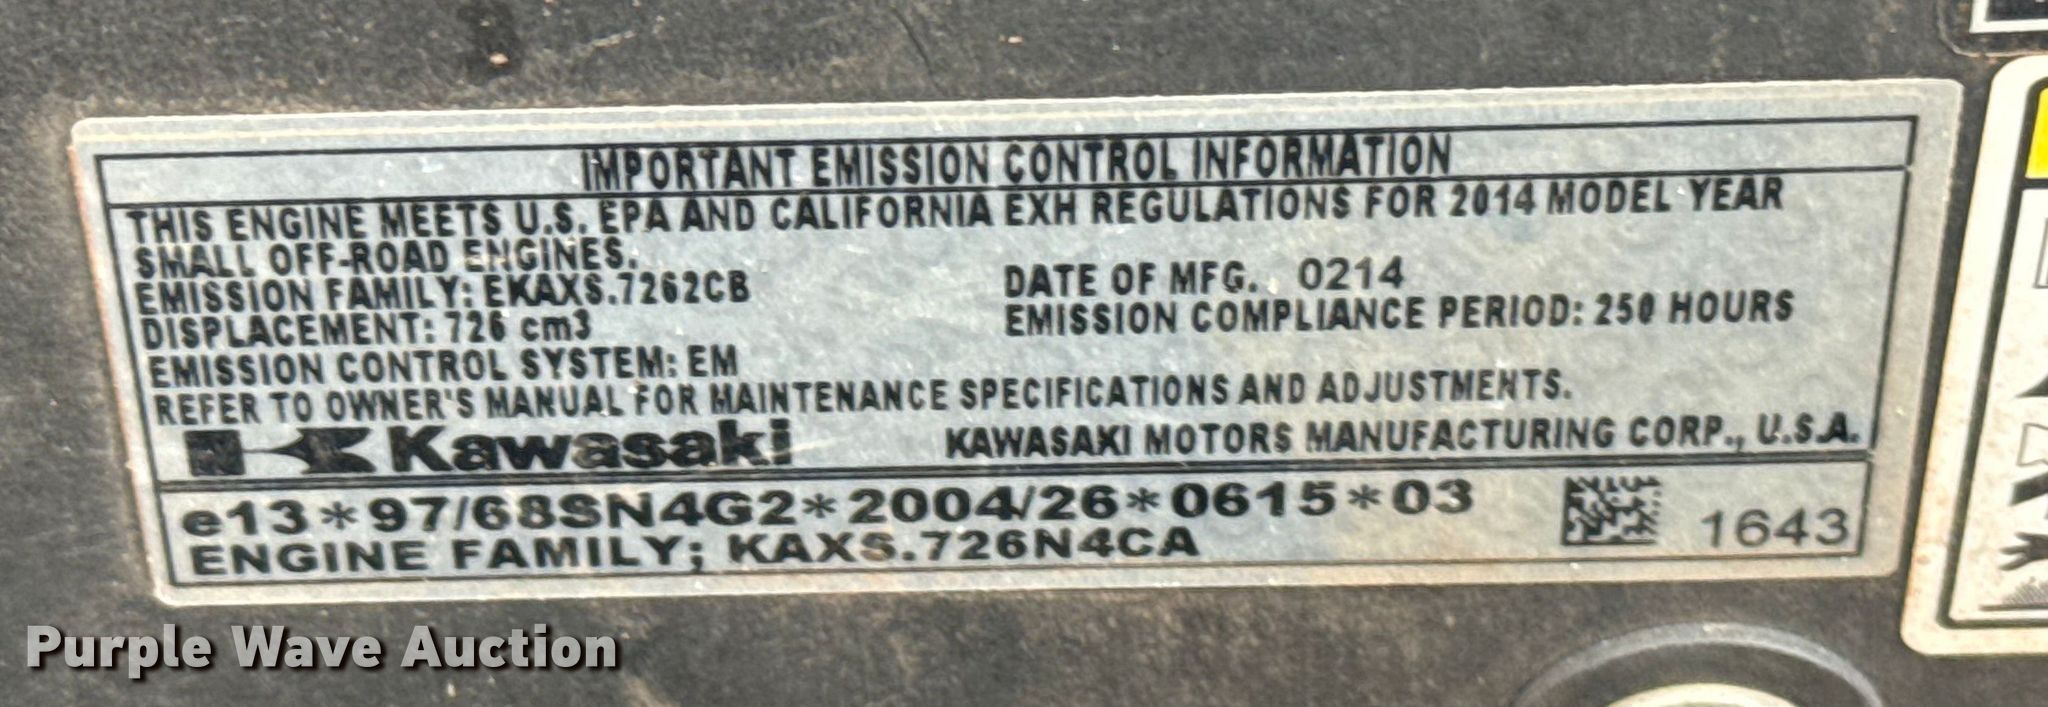 IMPORTANT EMISSION CONTROL INFORMATION
THIS ENGINE MEETS U.S. EPA AND CALIFORNIA EXH REGULATIONS FOR 2014 MODEL YEAR
SMALL OFF-ROAD ENGINES.
EMISSION FAMILY: EKAXS.7262CB
DATE OF MFG. 0214
DISPLACEMENT: 726 cm3
EMISSION COMPLIANCE PERIOD: 250 HOURS
EMISSION CONTROL SYSTEM: EM
REFER TO OWNER'S MANUAL FOR MAINTENANCE SPECIFICATIONS AND ADJUSTMENTS.
Kawasaki KAWASAKI MOTORS MANUFACTURING CORP., U.S.A.
e13*97/68SN4G2*2004/26*0615*03
1643
ENGINE FAMILY; KAXS.726N4CA
Purple Wave Auction